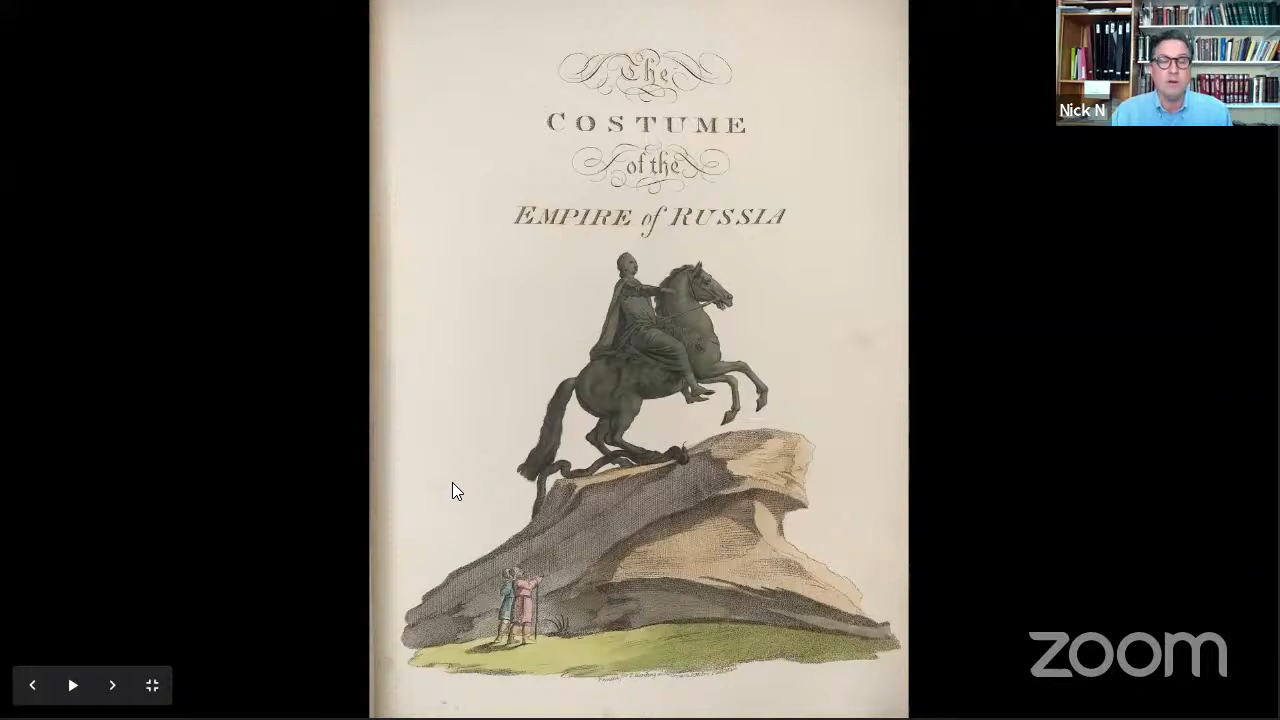 The
COSTUME
of the
EMPIRE of RUSSIA
Nick N
zoom